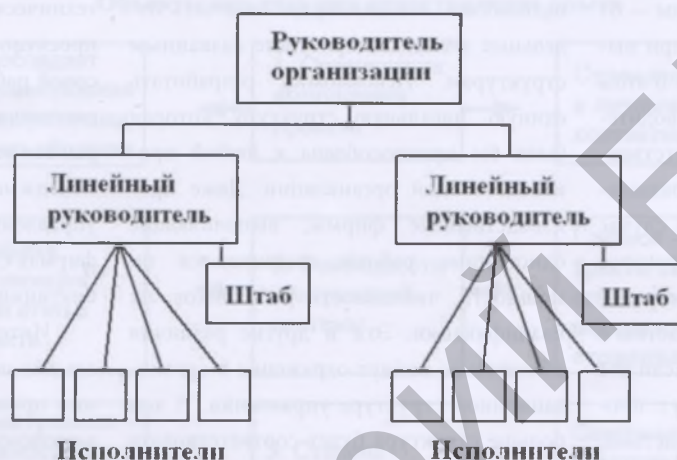 Руководитель
организации
Линейный
руководитель
Линейный
руководитель
Штаб
Штаб
Исполнители
Исполнители